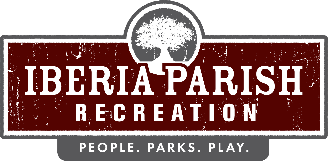 IBERIA PARISH
RECREATION
PEOPLE. PARKS. PLAY.